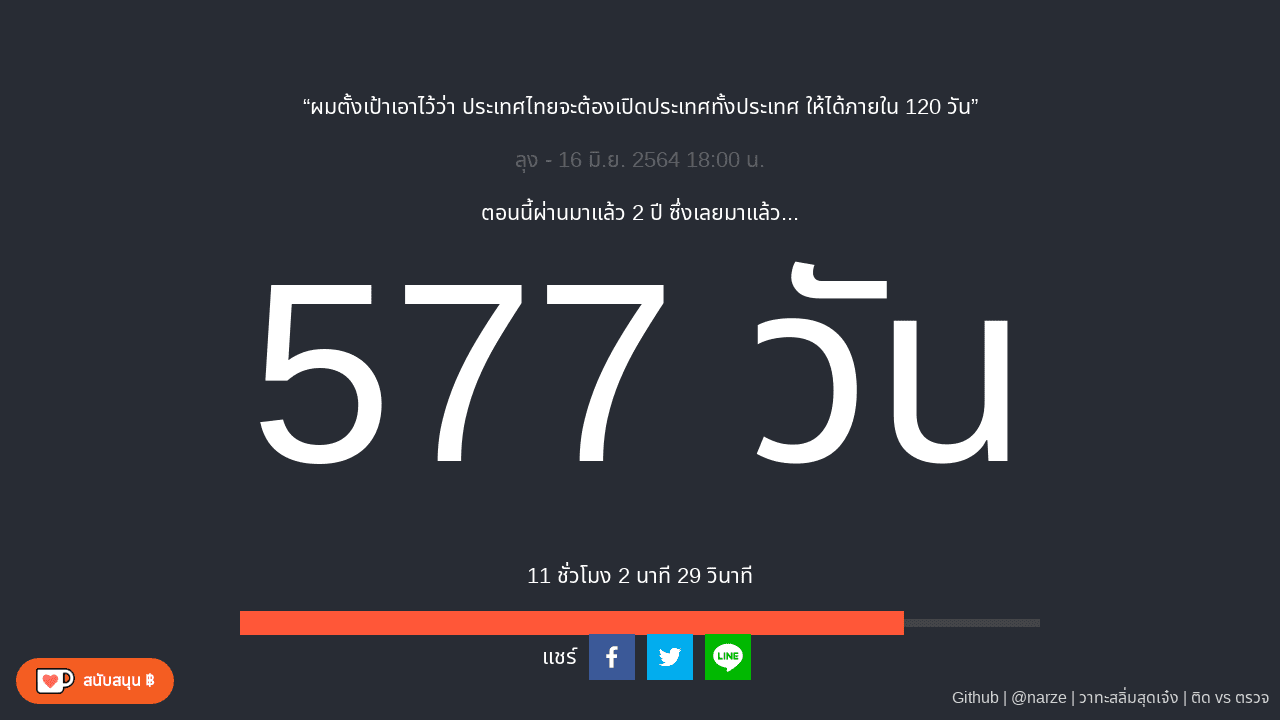 “ผมตั้งเป้าเอาไว้ว่า ประเทศไทยจะต้องเปิดประเทศทั้งประเทศ ให้ได้ภายใน 120 วัน”
ลุง - 16 มิ.ย. 2564 18:00 น.
ตอนนี้ผ่านมาแล้ว 2 ปี ซึ่งเลยมาแล้ว...
577 วัน
11 ชั่วโมง 2 นาที 29 วินาที
แชร์ LINE
สนับสนุน ฿
Github | @narze | วาทะสลิ่มสุดเจ๋ง | ติด vs ตรวจ